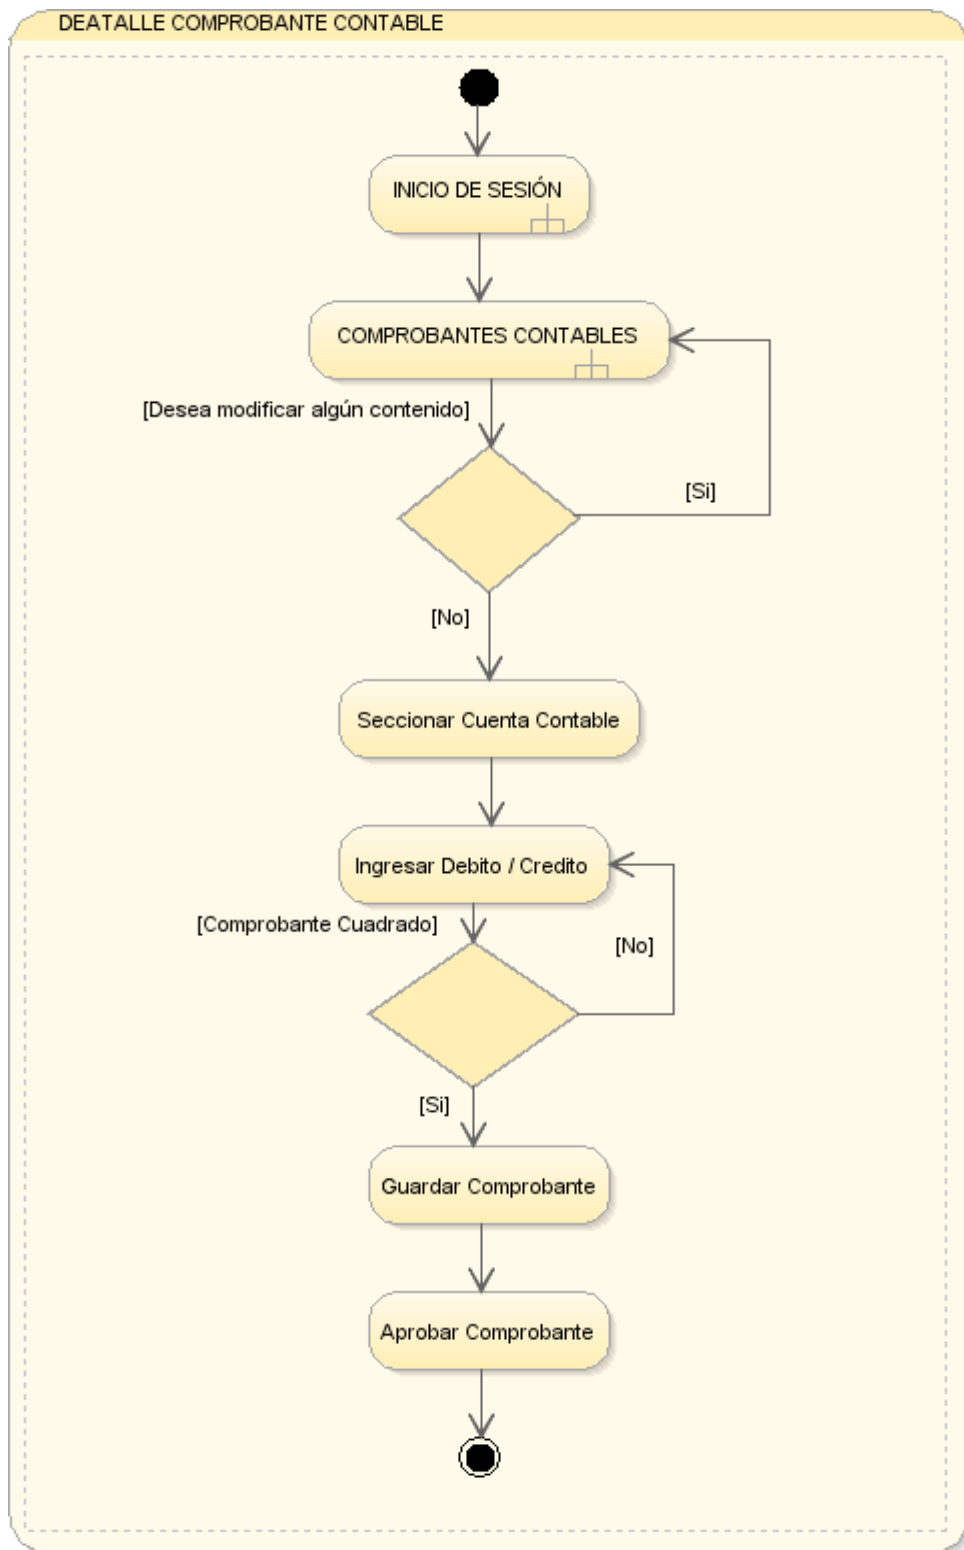 DEATALLE COMPROBANTE CONTABLE
INICIO DE SESIÓN
COMPROBANTES CONTABLES
[Desea modificar algún contenido]
[Si]
[No]
Seccionar Cuenta Contable
Ingresar Debito / Credito
[Comprobante Cuadrado]
[No]
[Si]
Guardar Comprobante
Aprobar Comprobante